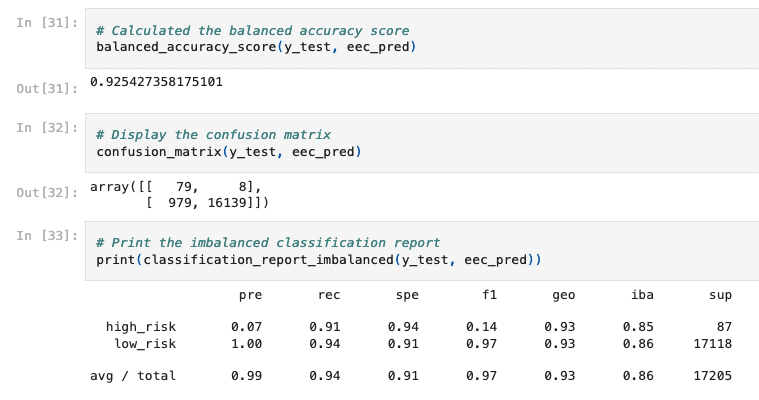 In [31]:
# Calculated the balanced accuracy score
balanced_accuracy_score(y_test, eec_pred)
Out[31]: 0.925427358175101
In [32]:
# Display the confusion matrix
confusion_matrix(y_test, eec_pred)
Out[32]: array([[   79,     8],
       [  979, 16139]])
In [33]:
# Print the imbalanced classification report
print(classification_report_imbalanced(y_test, eec_pred))
pre rec spe f1 geo iba sup
high_risk 0.07 0.91 0.94 0.14 0.93 0.85 87
low_risk 1.00 0.94 0.91 0.97 0.93 0.86 17118
avg / total 0.99 0.94 0.91 0.97 0.93 0.86 17205